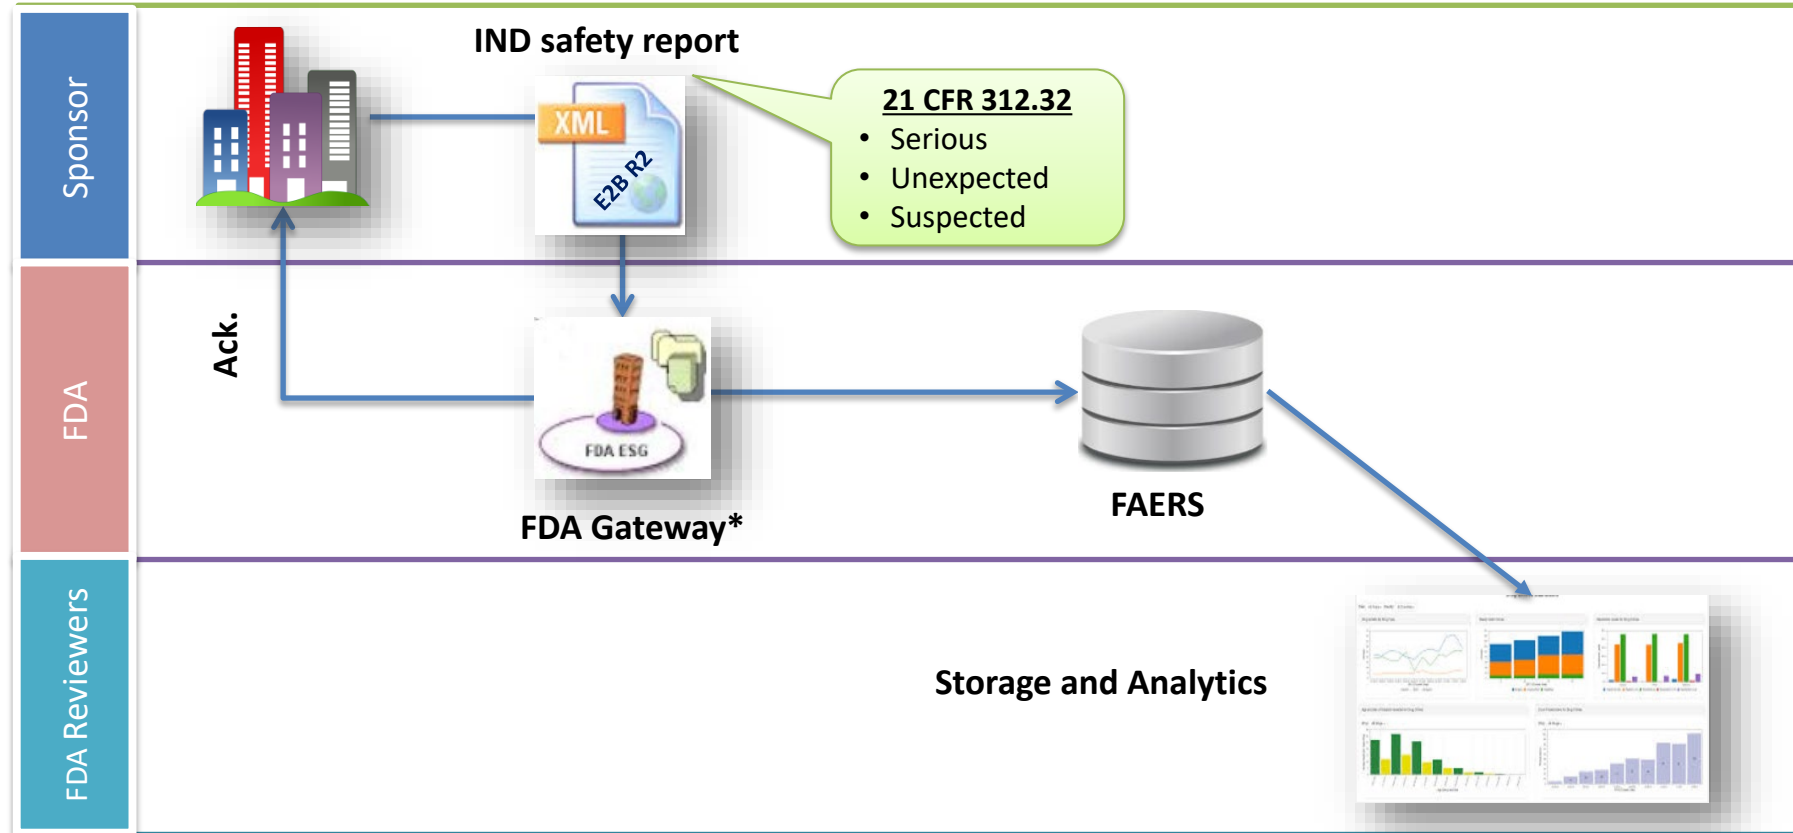 Sponsor
IND safety report
XML
E2B R2
21 CFR 312.32
• Serious
• Unexpected
• Suspected
FDA
Ack.
FDA ESG
FDA Gateway*
FAERS
FDA Reviewers
Storage and Analytics